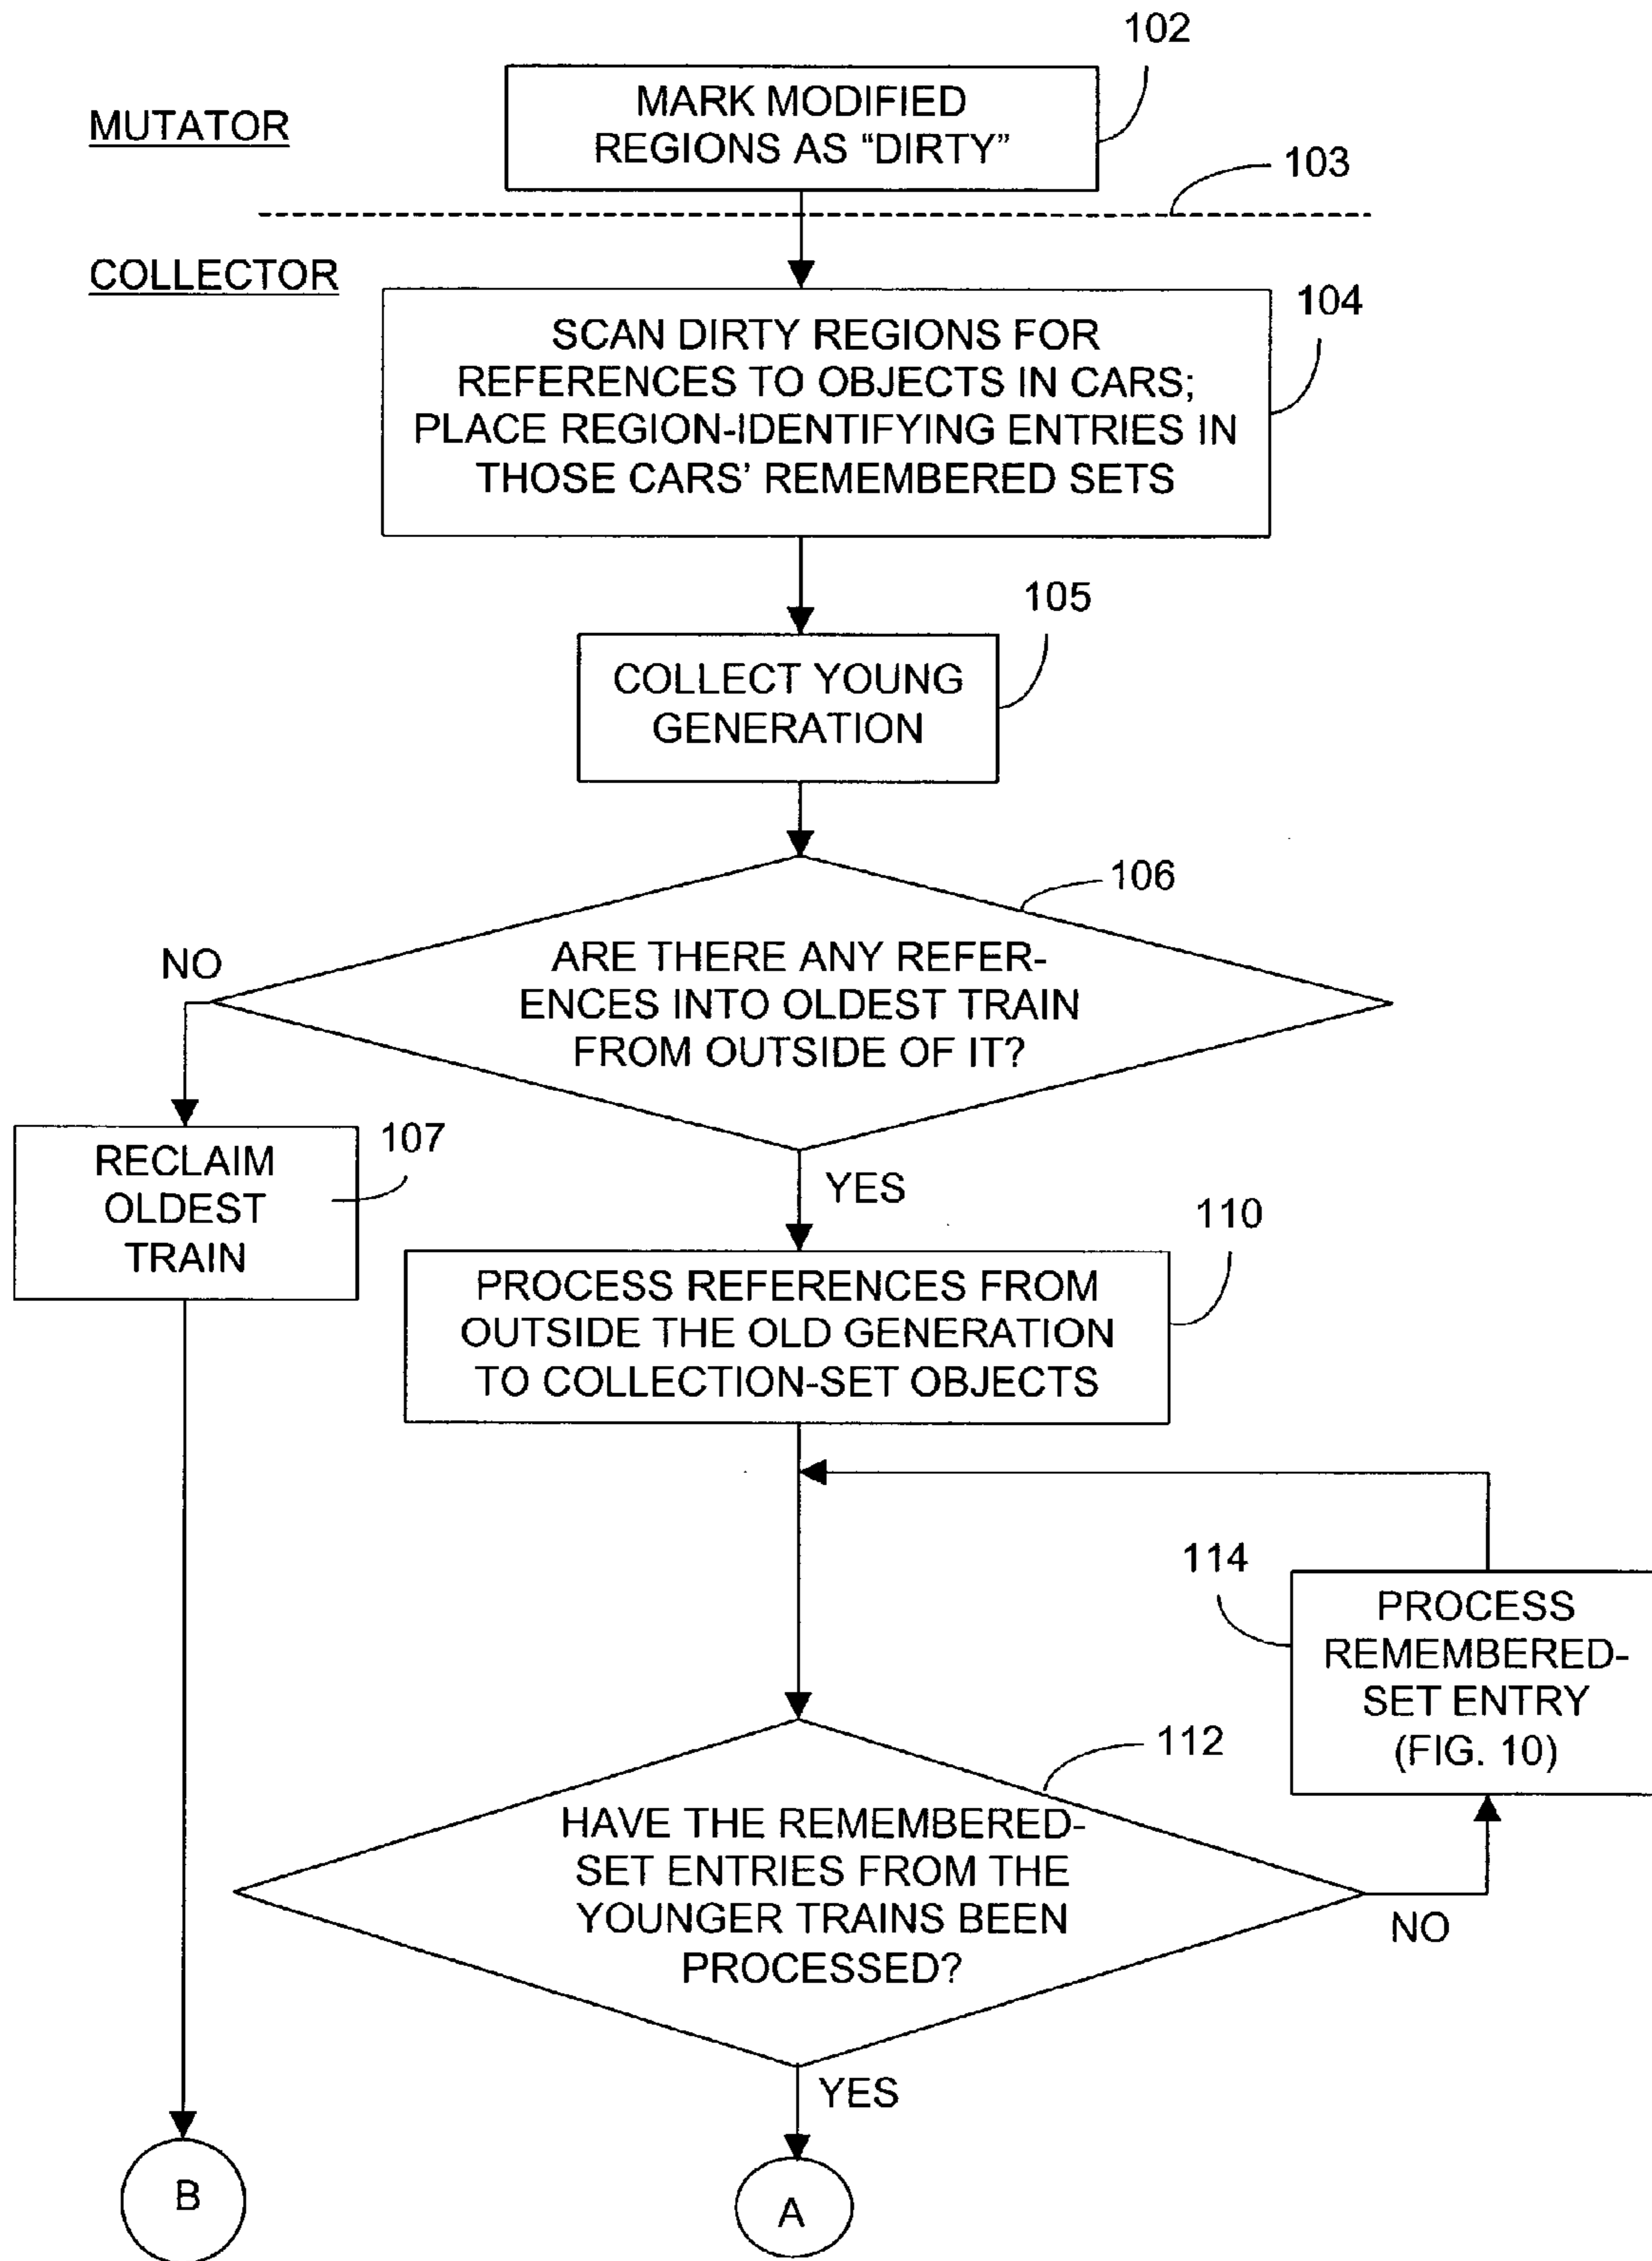 102
MUTATOR
MARK MODIFIED
REGIONS AS “DIRTY”
103
COLLECTOR
104
SCAN DIRTY REGIONS FOR
REFERENCES TO OBJECTS IN CARS;
PLACE REGION-IDENTIFYING ENTRIES IN
THOSE CARS’ REMEMBERED SETS
105
COLLECT YOUNG
GENERATION
106
NO
ARE THERE ANY REFER-
ENCES INTO OLDEST TRAIN
FROM OUTSIDE OF IT?
107
RECLAIM
OLDEST
TRAIN
YES
110
PROCESS REFERENCES FROM
OUTSIDE THE OLD GENERATION
TO COLLECTION-SET OBJECTS
114
PROCESS
REMEMBERED-
SET ENTRY
(FIG. 10)
112
HAVE THE REMEMBERED-
SET ENTRIES FROM THE
YOUNGER TRAINS BEEN
PROCESSED?
NO
YES
B
A